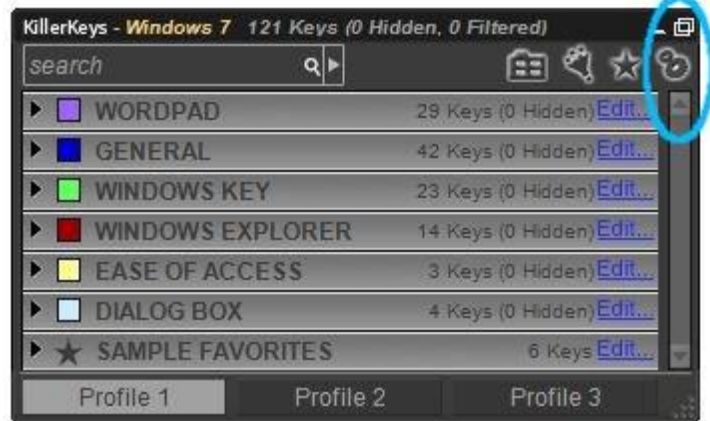 KillerKeys - Windows 7 121 Keys (0 Hidden, 0 Filtered)
search
WORDPAD 29 Keys (0 Hidden) Edit...
GENERAL 42 Keys (0 Hidden) Edit...
WINDOWS KEY 23 Keys (0 Hidden) Edit...
WINDOWS EXPLORER 14 Keys (0 Hidden) Edit...
EASE OF ACCESS 3 Keys (0 Hidden) Edit...
DIALOG BOX 4 Keys (0 Hidden) Edit...
SAMPLE FAVORITES 6 Keys Edit...
Profile 1 Profile 2 Profile 3